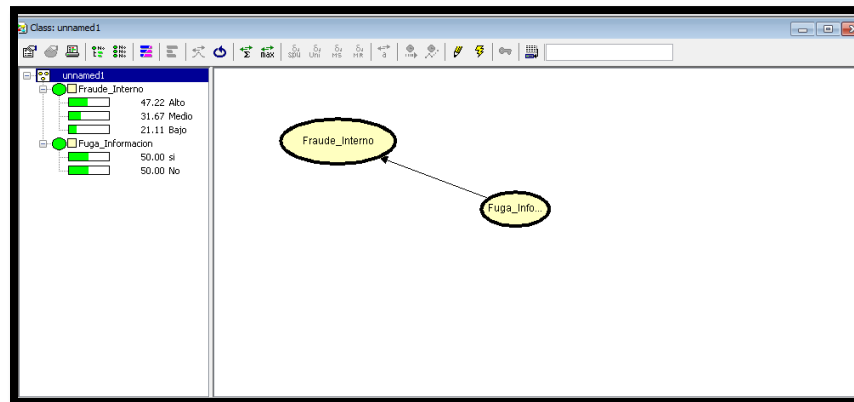 Class: unnamed1
Σ max
unnamed1
Fraude_Interno
47.22 Alto
31.67 Medio
21.11 Bajo
Fuga_Informacion
50.00 si
50.00 No
Fraude_Interno
Fuga_Info...